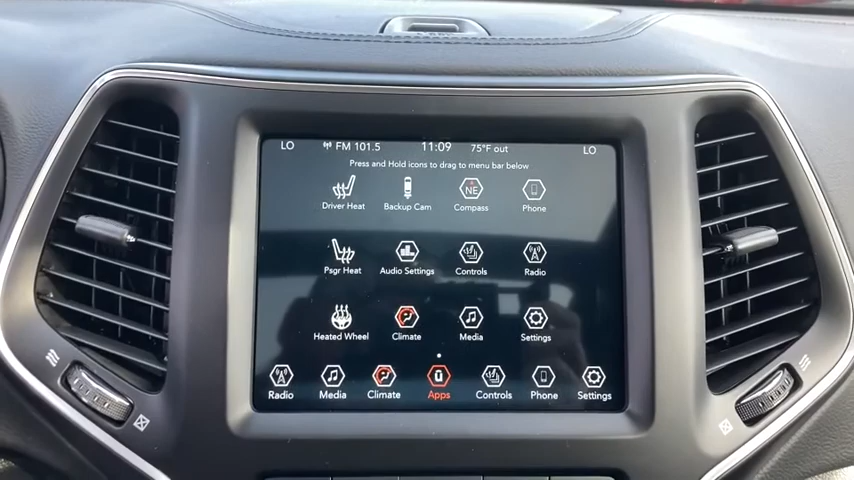 LO FM 101.5 11:09 75°F out LO
Press and Hold icons to drag to menu bar below
Driver Heat Backup Cam NE Compass Phone
Psgr Heat Audio Settings Controls Radio
Heated Wheel Climate Media Settings
Radio Media Climate Apps Controls Phone Settings